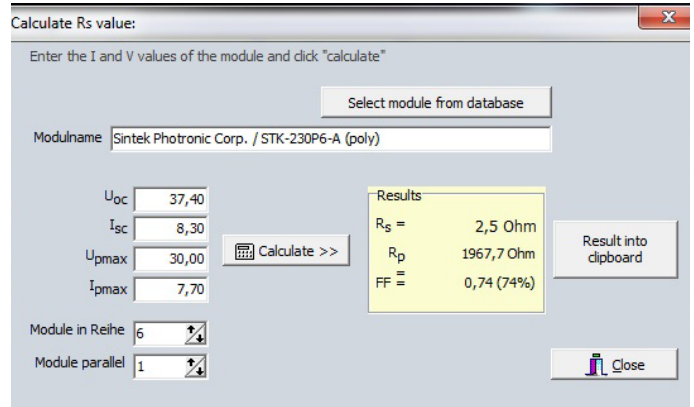 Calculate Rs value:
Enter the I and V values of the module and click "calculate"
Select module from database
Modulname Sintek Photronic Corp. / STK-230P6-A (poly)
Uoc 37,40
Isc 8,30
Upmax 30,00
Ipmax 7,70
Module in Reihe 6
Module parallel 1
Calculate >>
Results
Rs = 2,5 Ohm
Rp = 1967,7 Ohm
FF = 0,74 (74%)
Result into
clipboard
Close